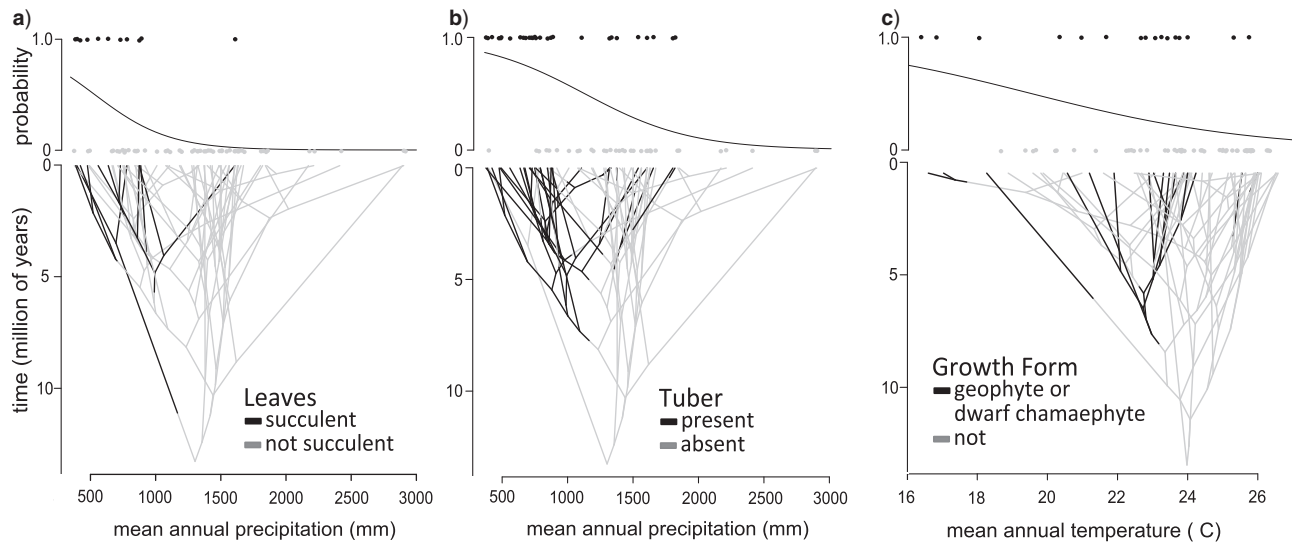 a)
probability
1.0
0
0
5
10
time (million of years)
Leaves
succulent
not succulent
500 1000 1500 2000 2500 3000
mean annual precipitation (mm)
b)
1.0
0
0
5
10
Tuber
present
absent
500 1000 1500 2000 2500 3000
mean annual precipitation (mm)
c)
1.0
0
0
5
10
Growth Form
geophyte or
dwarf chamaephyte
not
16 18 20 22 24 26
mean annual temperature ( C)